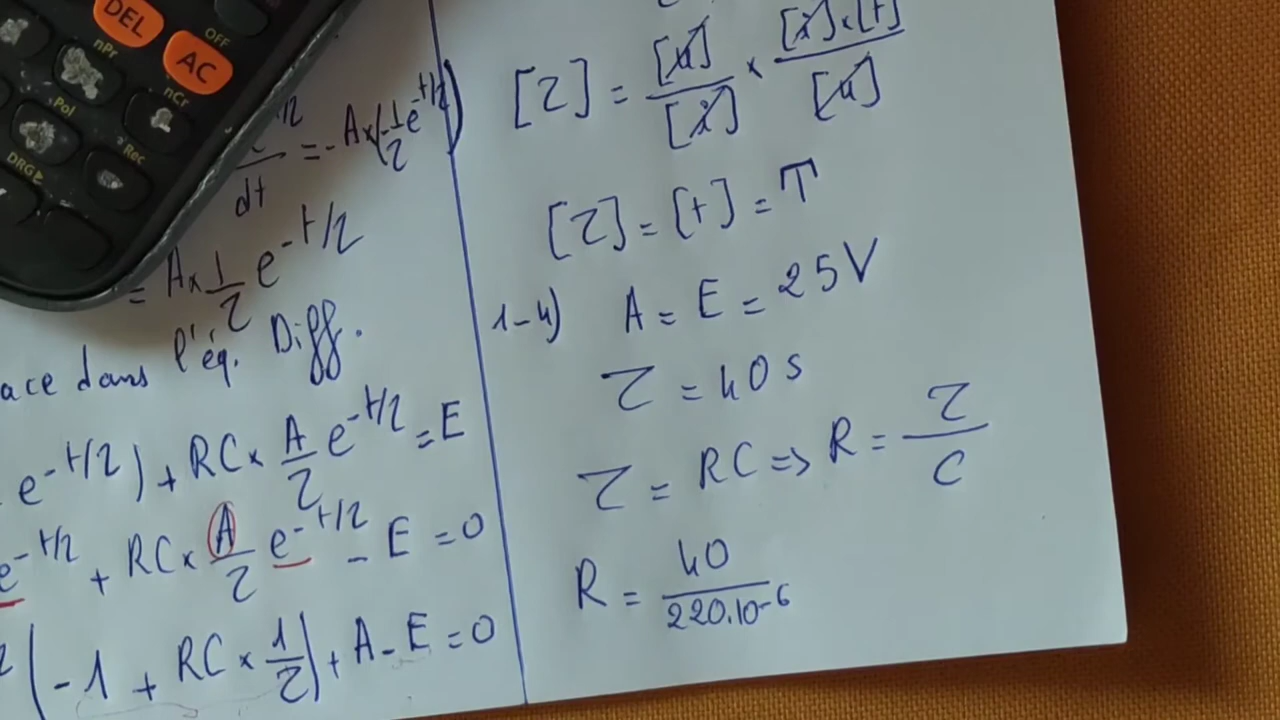 DEL
OFF
nPr
AC
nCr
Pol
Rec
DRG▶
dt = -A×(-1/τ e^-t/τ)
= A×1/τ e^-t/τ
ace dans l'éq. Diff.
e^-t/τ) + RC× A/τ e^-t/τ = E
e^-t/τ + RC× A/τ e^-t/τ - E = 0
(-1 + RC×1/τ) + A - E = 0
[τ] = [u]/[i] × [i]×[t]/[u]
[τ] = [t] = T
1-4) A = E = 25V
τ = 40 s
τ = RC => R = τ/C
R = 40/220.10^-6